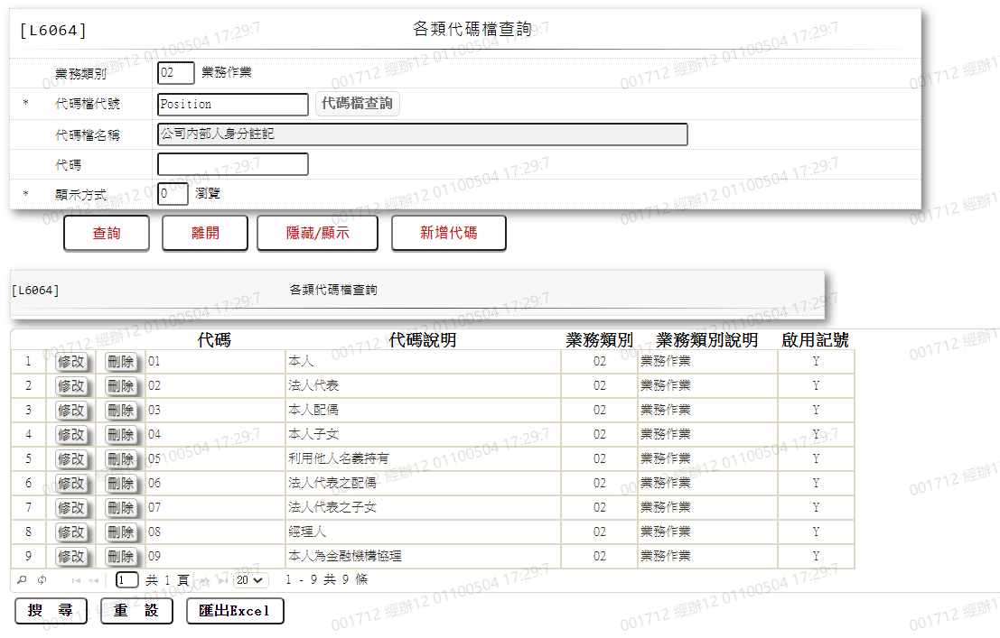 [L6064] 各類代碼檔查詢
業務類別 02 業務作業
* 代碼檔代號 Position 代碼檔查詢
代碼檔名稱 公司內部人身分註記
代碼
* 顯示方式 0 瀏覽
查詢 離開 隱藏/顯示 新增代碼
[L6064] 各類代碼檔查詢
代碼 代碼說明 業務類別 業務類別說明 啟用記號
1 修改 刪除 01 本人 02 業務作業 Y
2 修改 刪除 02 法人代表 02 業務作業 Y
3 修改 刪除 03 本人配偶 02 業務作業 Y
4 修改 刪除 04 本人子女 02 業務作業 Y
5 修改 刪除 05 利用他人名義持有 02 業務作業 Y
6 修改 刪除 06 法人代表之配偶 02 業務作業 Y
7 修改 刪除 07 法人代表之子女 02 業務作業 Y
8 修改 刪除 08 經理人 02 業務作業 Y
9 修改 刪除 09 本人為金融機構協理 02 業務作業 Y
1 共 1 頁 20 1 - 9 共 9 條
搜 尋 重 設 匯出Excel
001712 經辦12 01100504 17:29:7